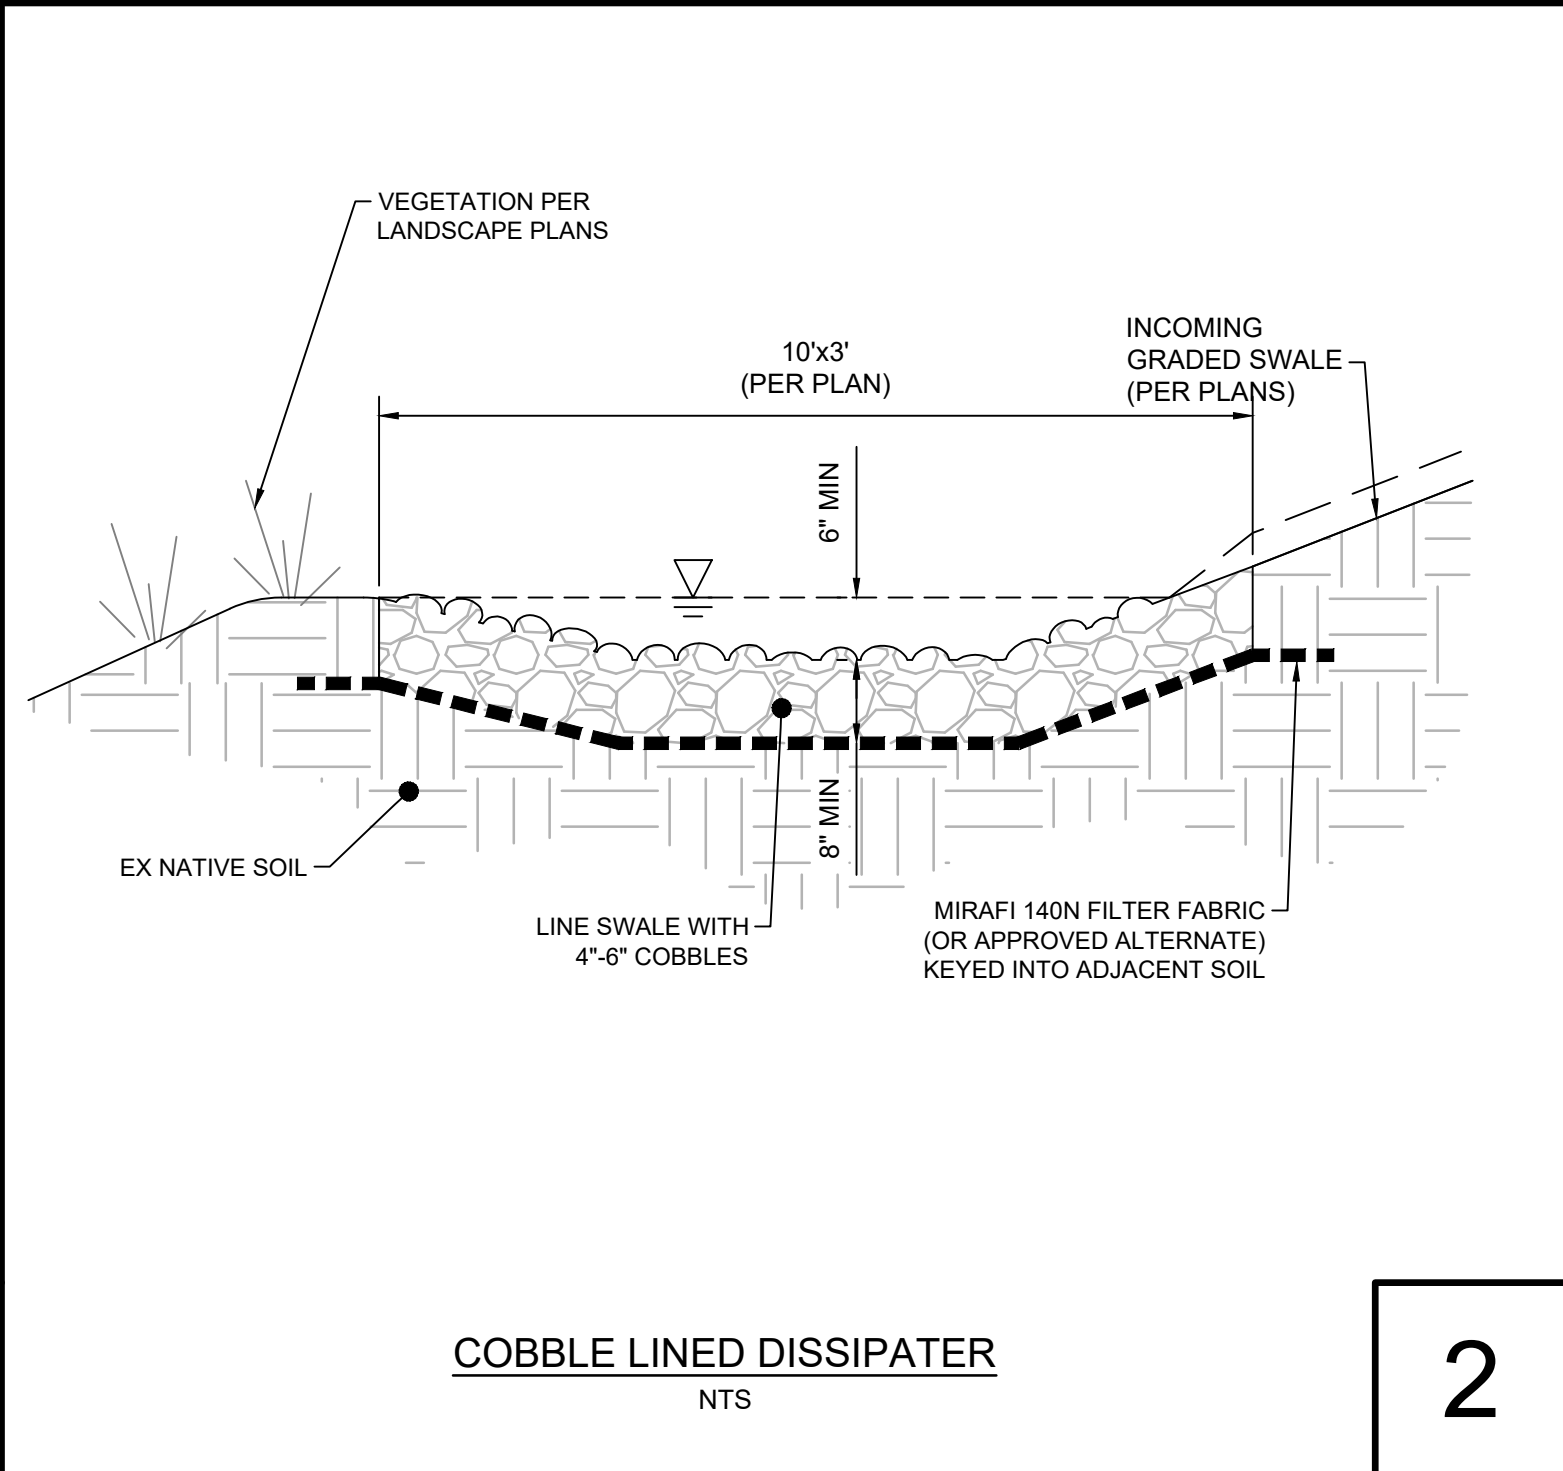 VEGETATION PER
LANDSCAPE PLANS
10'x3'
(PER PLAN)
INCOMING
GRADED SWALE
(PER PLANS)
6" MIN
8" MIN
EX NATIVE SOIL
LINE SWALE WITH
4"-6" COBBLES
MIRAFI 140N FILTER FABRIC
(OR APPROVED ALTERNATE)
KEYED INTO ADJACENT SOIL
COBBLE LINED DISSIPATER
NTS
2